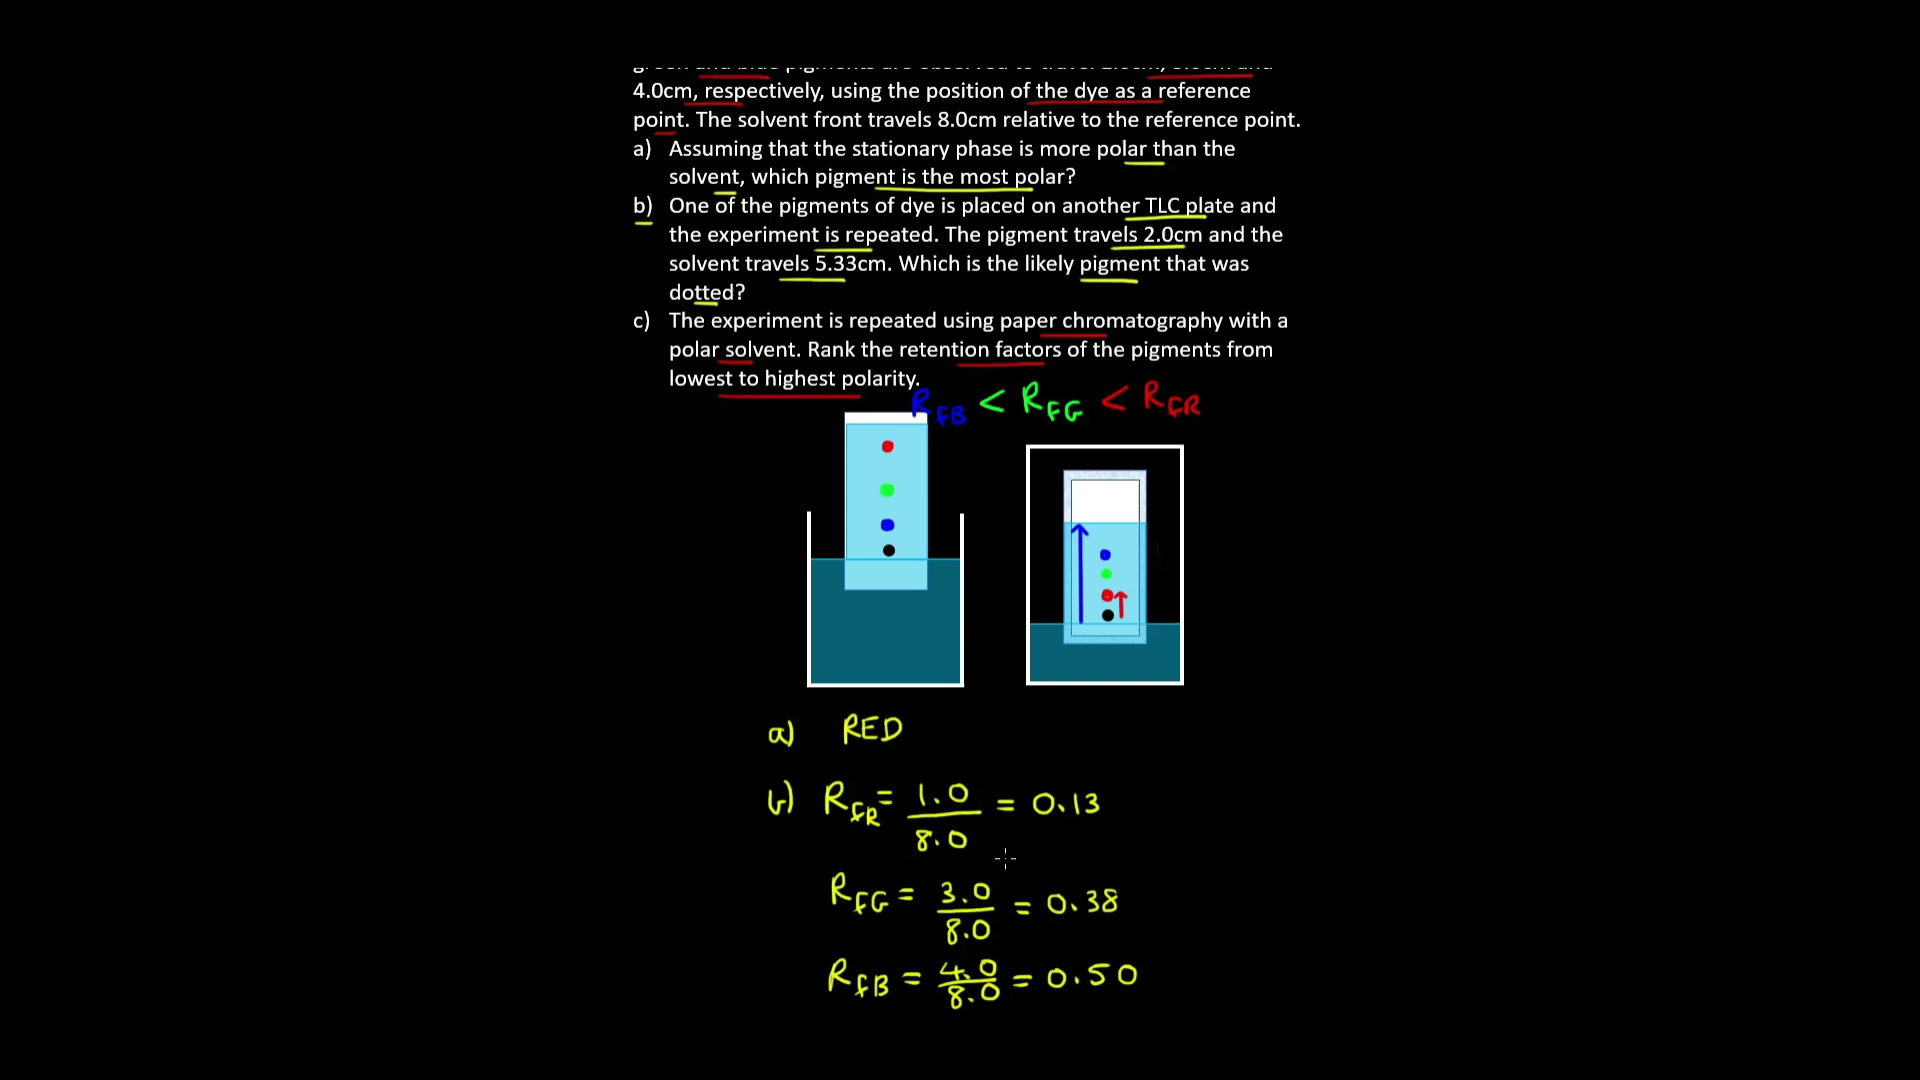 4.0cm, respectively, using the position of the dye as a reference
point. The solvent front travels 8.0cm relative to the reference point.
a) Assuming that the stationary phase is more polar than the
solvent, which pigment is the most polar?
b) One of the pigments of dye is placed on another TLC plate and
the experiment is repeated. The pigment travels 2.0cm and the
solvent travels 5.33cm. Which is the likely pigment that was
dotted?
c) The experiment is repeated using paper chromatography with a
polar solvent. Rank the retention factors of the pigments from
lowest to highest polarity.
RfB < RfG < RfR
a) RED
b) RfR = 1.0/8.0 = 0.13
RfG = 3.0/8.0 = 0.38
RfB = 4.0/8.0 = 0.50